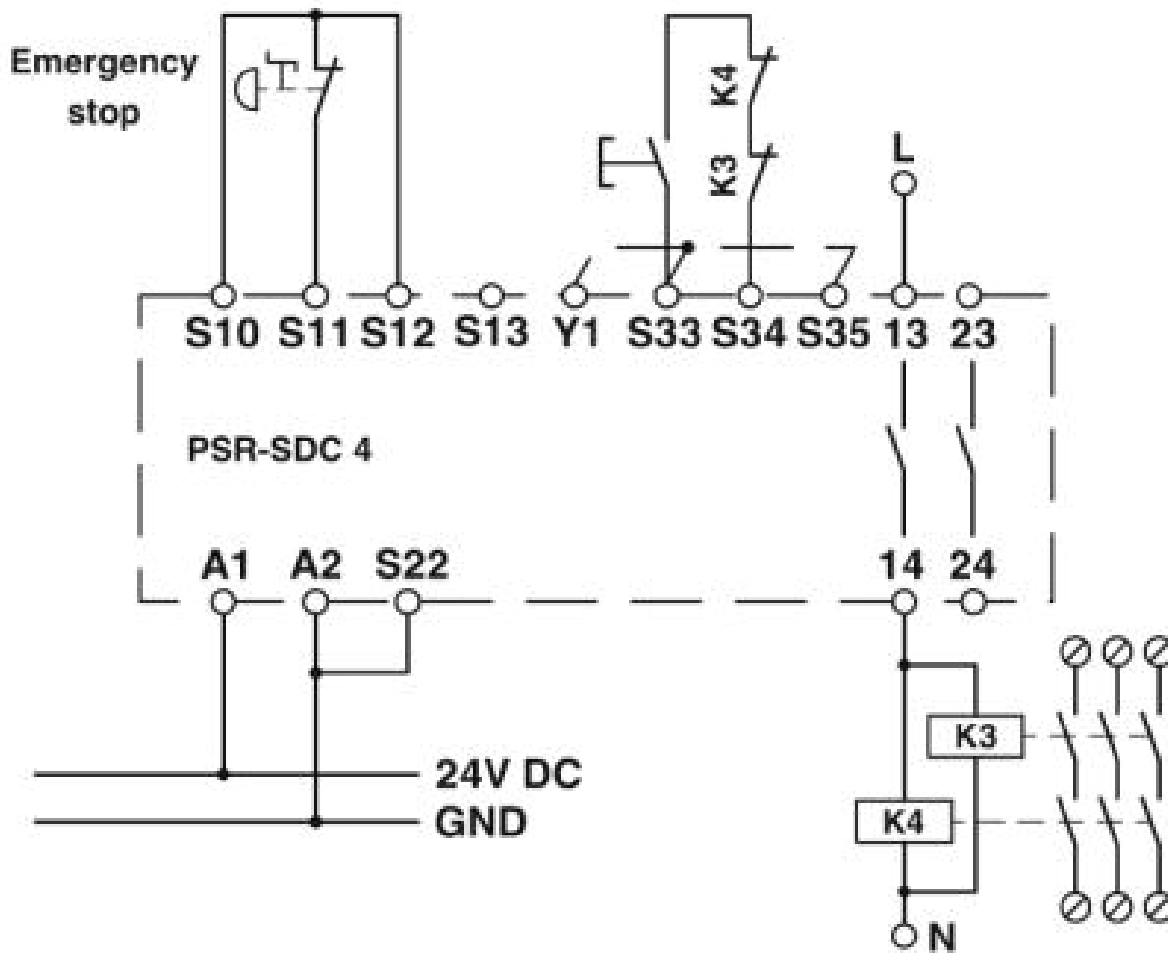 Emergency
stop
K4
K3
L
S10 S11 S12 S13 Y1 S33 S34 S35 13 23
PSR-SDC 4
A1 A2 S22 14 24
K3
24V DC
K4
GND
N